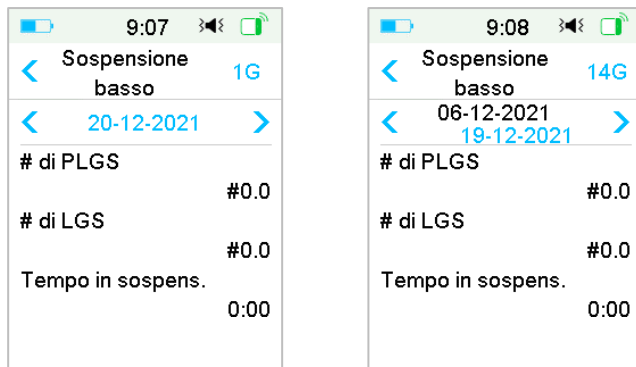 9:07
Sospensione
basso
1G
20-12-2021
# di PLGS
#0.0
# di LGS
#0.0
Tempo in sospens.
0:00
9:08
Sospensione
basso
14G
06-12-2021
19-12-2021
# di PLGS
#0.0
# di LGS
#0.0
Tempo in sospens.
0:00